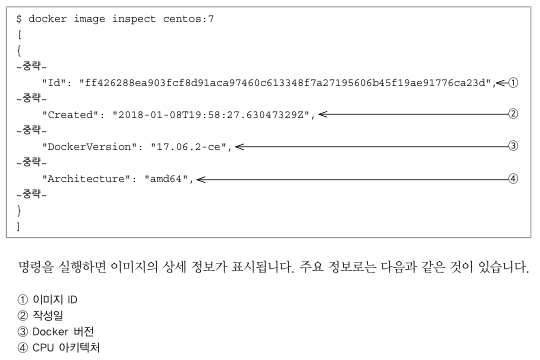 $ docker image inspect centos:7
[
{
~중략~
"Id": "ff426288ea903fcf8d91aca97460c613348f7a27195606b45f19ae91776ca23d", ①
~중략~
"Created": "2018-01-08T19:58:27.63047329Z", ②
~중략~
"DockerVersion": "17.06.2-ce", ③
~중략~
"Architecture": "amd64", ④
~중략~
}
]
명령을 실행하면 이미지의 상세 정보가 표시됩니다. 주요 정보로는 다음과 같은 것이 있습니다.
① 이미지 ID
② 작성일
③ Docker 버전
④ CPU 아키텍처